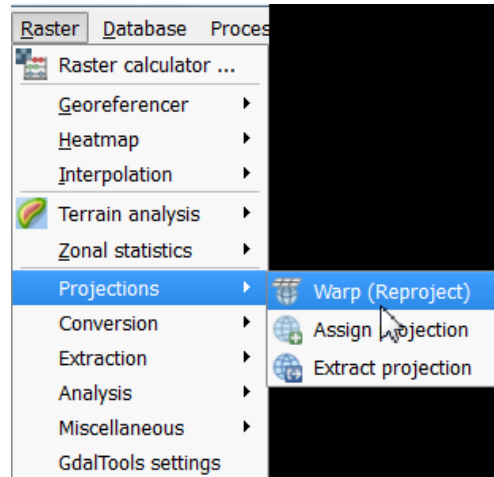 Raster Database Proces
Raster calculator ...
Georeferencer
Heatmap
Interpolation
Terrain analysis
Zonal statistics
Projections
Warp (Reproject)
Conversion
Assign Projection
Extraction
Extract projection
Analysis
Miscellaneous
GdalTools settings